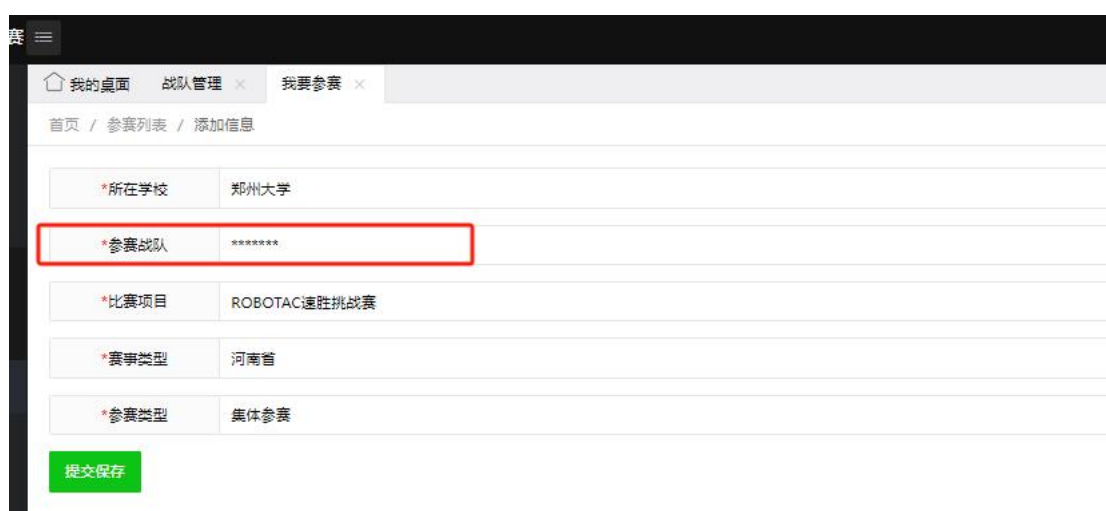 赛
我的桌面 战队管理 我要参赛
首页 / 参赛列表 / 添加信息
*所在学校 郑州大学
*参赛战队 *******
*比赛项目 ROBOTAC速胜挑战赛
*赛事类型 河南省
*参赛类型 集体参赛
提交保存